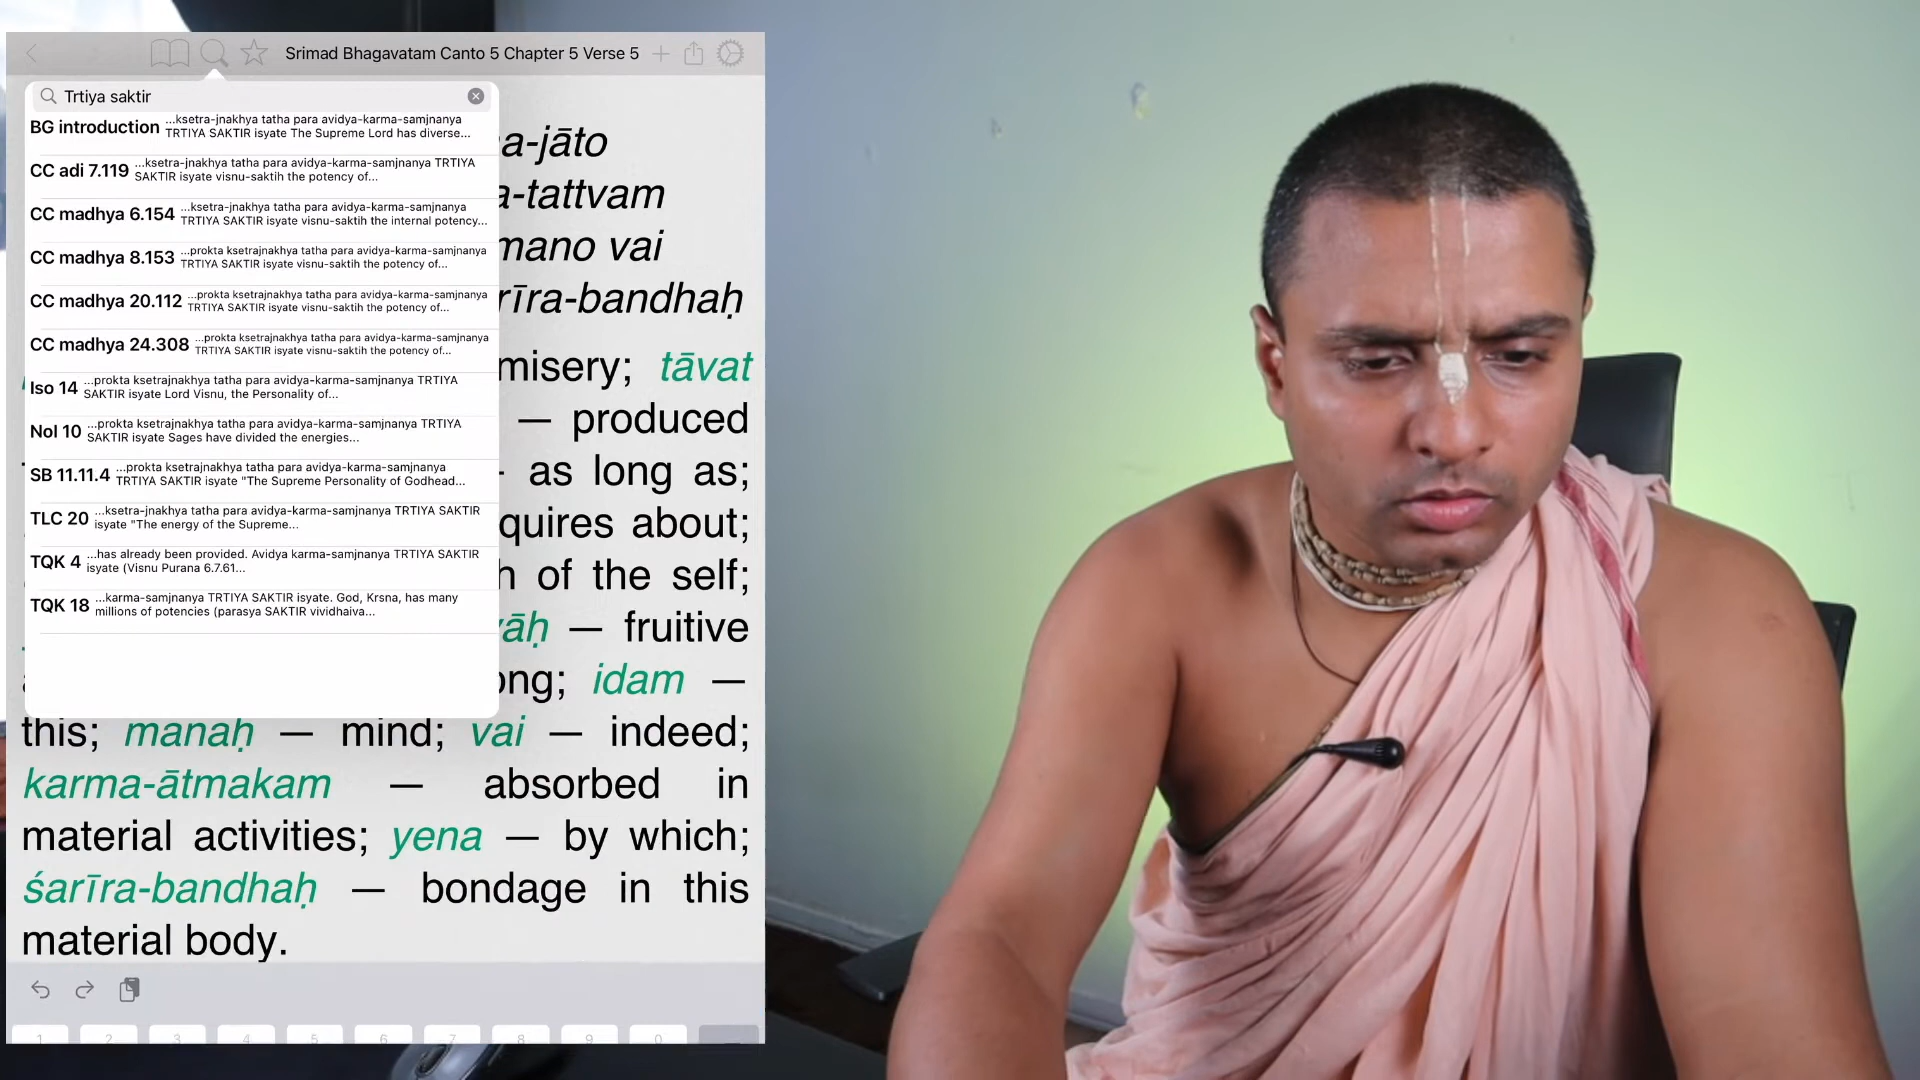 Srimad Bhagavatam Canto 5 Chapter 5 Verse 5
Trtiya saktir
BG introduction ...ksetra-jnakhya tatha para avidya-karma-samjnanya
TRTIYA SAKTIR isyate The Supreme Lord has diverse...
CC adi 7.119 ...ksetra-jnakhya tatha para avidya-karma-samjnanya TRTIYA
SAKTIR isyate visnu-saktih the potency of...
CC madhya 6.154 ...ksetra-jnakhya tatha para avidya-karma-samjnanya
TRTIYA SAKTIR isyate visnu-saktih the internal potency...
CC madhya 8.153 ...prokta ksetrajnakhya tatha para avidya-karma-samjnanya
TRTIYA SAKTIR isyate visnu-saktih the potency of...
CC madhya 20.112 ...prokta ksetrajnakhya tatha para avidya-karma-samjnanya
TRTIYA SAKTIR isyate visnu-saktih the potency of...
CC madhya 24.308 ...prokta ksetrajnakhya tatha para avidya-karma-samjnanya
TRTIYA SAKTIR isyate visnu-saktih the potency of...
Iso 14 ...prokta ksetrajnakhya tatha para avidya-karma-samjnanya TRTIYA
SAKTIR isyate Lord Visnu, the Personality of...
NoI 10 ...prokta ksetrajnakhya tatha para avidya-karma-samjnanya TRTIYA
SAKTIR isyate Sages have divided the energies...
SB 11.11.4 ...prokta ksetrajnakhya tatha para avidya-karma-samjnanya
TRTIYA SAKTIR isyate "The Supreme Personality of Godhead...
TLC 20 ...ksetra-jnakhya tatha para avidya-karma-samjnanya TRTIYA SAKTIR
isyate "The energy of the Supreme...
TQK 4 ...has already been provided. Avidya karma-samjnanya TRTIYA SAKTIR
isyate (Visnu Purana 6.7.61...
TQK 18 ...karma-samjnanya TRTIYA SAKTIR isyate. God, Krsna, has many
millions of potencies (parasya SAKTIR vividhaiva...
a-jāto
a-tattvam
mano vai
rīra-bandhaḥ
misery; tāvat
— produced
- as long as;
quires about;
h of the self;
āḥ — fruitive
ong; idam —
this; manaḥ — mind; vai — indeed;
karma-ātmakam — absorbed in
material activities; yena — by which;
śarīra-bandhaḥ — bondage in this
material body.
1 2 3 4 5 6 7 8 9 0